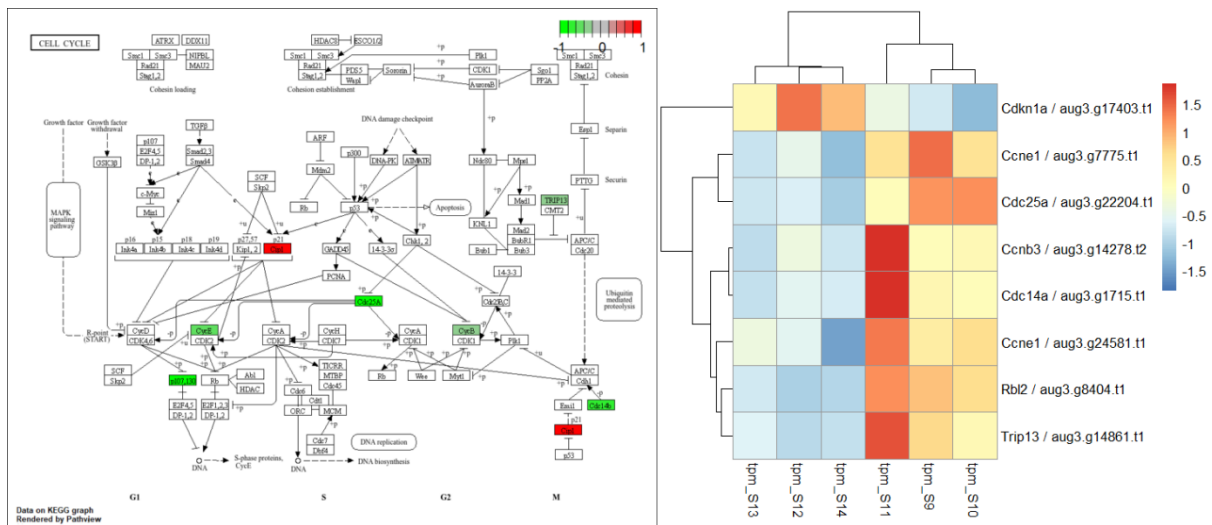 CELL CYCLE
-1 0 1
ATRX DDX11
Smc1 Smc3 NIPBL
Rad21 MAU2
Stag1,2
Cohesin loading
HDAC8 ESCO1/2
Smc1 Smc3
Rad21
Stag1,2
PDS5
Wapl
Sororin
Cohesion establishment
Plk1
CDK1
AuroraB
Sgo1
PP2A
Smc1 Smc3
Rad21
Stag1,2
Cohesin
Growth factor
Growth factor
withdrawal
p107
E2F4,5
DP-1,2
TGFβ
Smad2,3
Smad4
GSK3β
ARF
Mdm2
p300
DNA damage checkpoint
DNA-PK
ATM/ATR
Ndc80
Mps1
Esp1
Separin
PTTG
Securin
c-Myc
Miz1
SCF
Skp2
Rb
p53
Apoptosis
Mad1
TRIP13
CMT2
MAPK
signaling
pathway
KNL1
Mad2
BubR1
Bub1
Bub3
APC/C
Cdc20
p16 p15 p18 p19 p27,57 p21
Ink4a Ink4b Ink4c Ink4d Kip1, 2 Cip1
GADD45
14-3-3σ
Chk1, 2
PCNA
14-3-3
Cdc25B,C
Ubiquitin
mediated
proteolysis
Cdc25A
R-point
(START)
CycD
CDK4,6
CycE
CDK2
CycA
CDK2
CycH
CDK7
CycA
CDK1
CycB
CDK1
Plk1
SCF
Skp2
p107,130
Rb
Abl
HDAC
TICRR
MTBP
Cdc45
Rb
Wee
Myt1
APC/C
Cdh1
E2F4,5
DP-1,2
E2F1,2,3
DP-1,2
Cdc6
Cdt1
ORC
MCM
Emi1
p21
Cip1
Cdc14b
Cdc7
Dbf4
p53
DNA
S-phase proteins,
CycE
DNA
DNA replication
DNA biosynthesis
G1 S G2 M
Data on KEGG graph
Rendered by Pathview
Cdkn1a / aug3.g17403.t1
Ccne1 / aug3.g7775.t1
Cdc25a / aug3.g22204.t1
Ccnb3 / aug3.g14278.t2
Cdc14a / aug3.g1715.t1
Ccne1 / aug3.g24581.t1
Rbl2 / aug3.g8404.t1
Trip13 / aug3.g14861.t1
tpm_S13
tpm_S12
tpm_S14
tpm_S11
tpm_S9
tpm_S10
1.5
1
0.5
0
-0.5
-1
-1.5